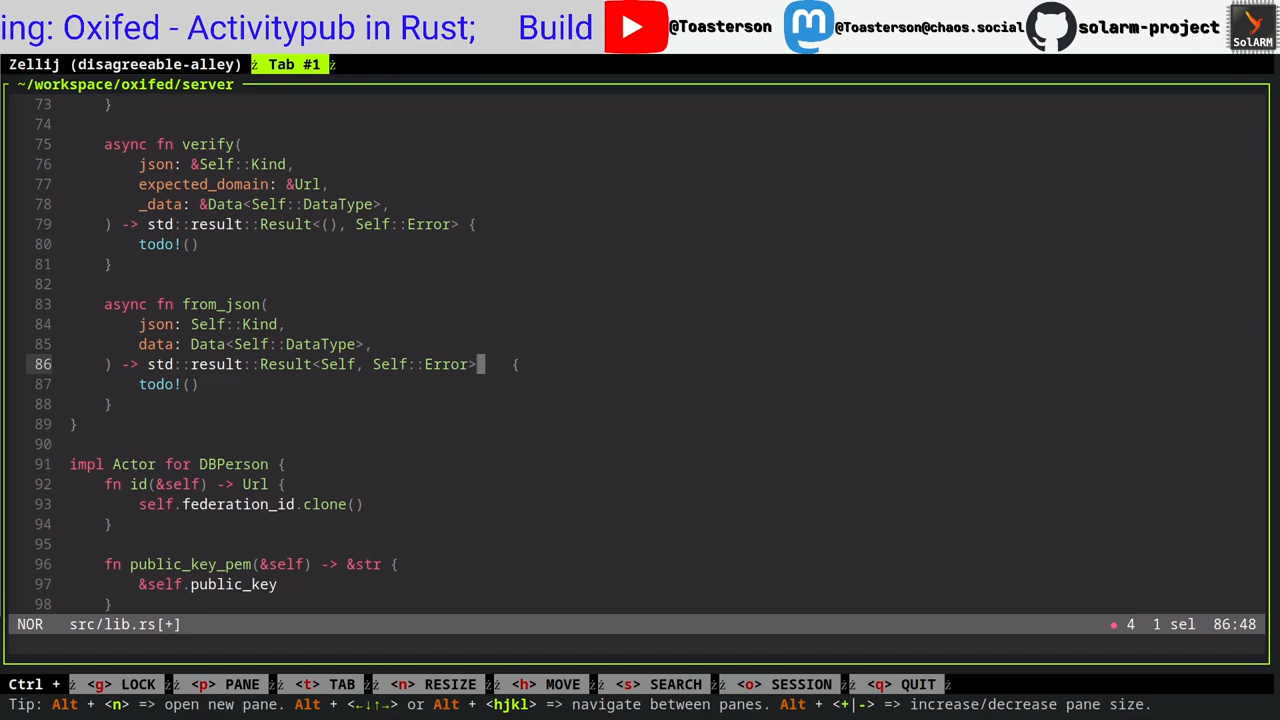 ing: Oxifed - Activitypub in Rust;    Build
@Toasterson
@Toasterson@chaos.social
solarm-project
SolARM
Zellij (disagreeable-alley)  Tab #1
~/workspace/oxifed/server
73     }
74
75     async fn verify(
76         json: &Self::Kind,
77         expected_domain: &Url,
78         _data: &Data<Self::DataType>,
79     ) -> std::result::Result<(), Self::Error> {
80         todo!()
81     }
82
83     async fn from_json(
84         json: Self::Kind,
85         data: Data<Self::DataType>,
86     ) -> std::result::Result<Self, Self::Error>    {
87         todo!()
88     }
89 }
90
91 impl Actor for DBPerson {
92     fn id(&self) -> Url {
93         self.federation_id.clone()
94     }
95
96     fn public_key_pem(&self) -> &str {
97         &self.public_key
98     }
NOR   src/lib.rs[+]   ● 4   1 sel   86:48
Ctrl +  <g> LOCK  <p> PANE  <t> TAB  <n> RESIZE  <h> MOVE  <s> SEARCH  <o> SESSION  <q> QUIT
Tip: Alt + <n> => open new pane. Alt + <←↓↑→> or Alt + <hjkl> => navigate between panes. Alt + <+|-> => increase/decrease pane size.